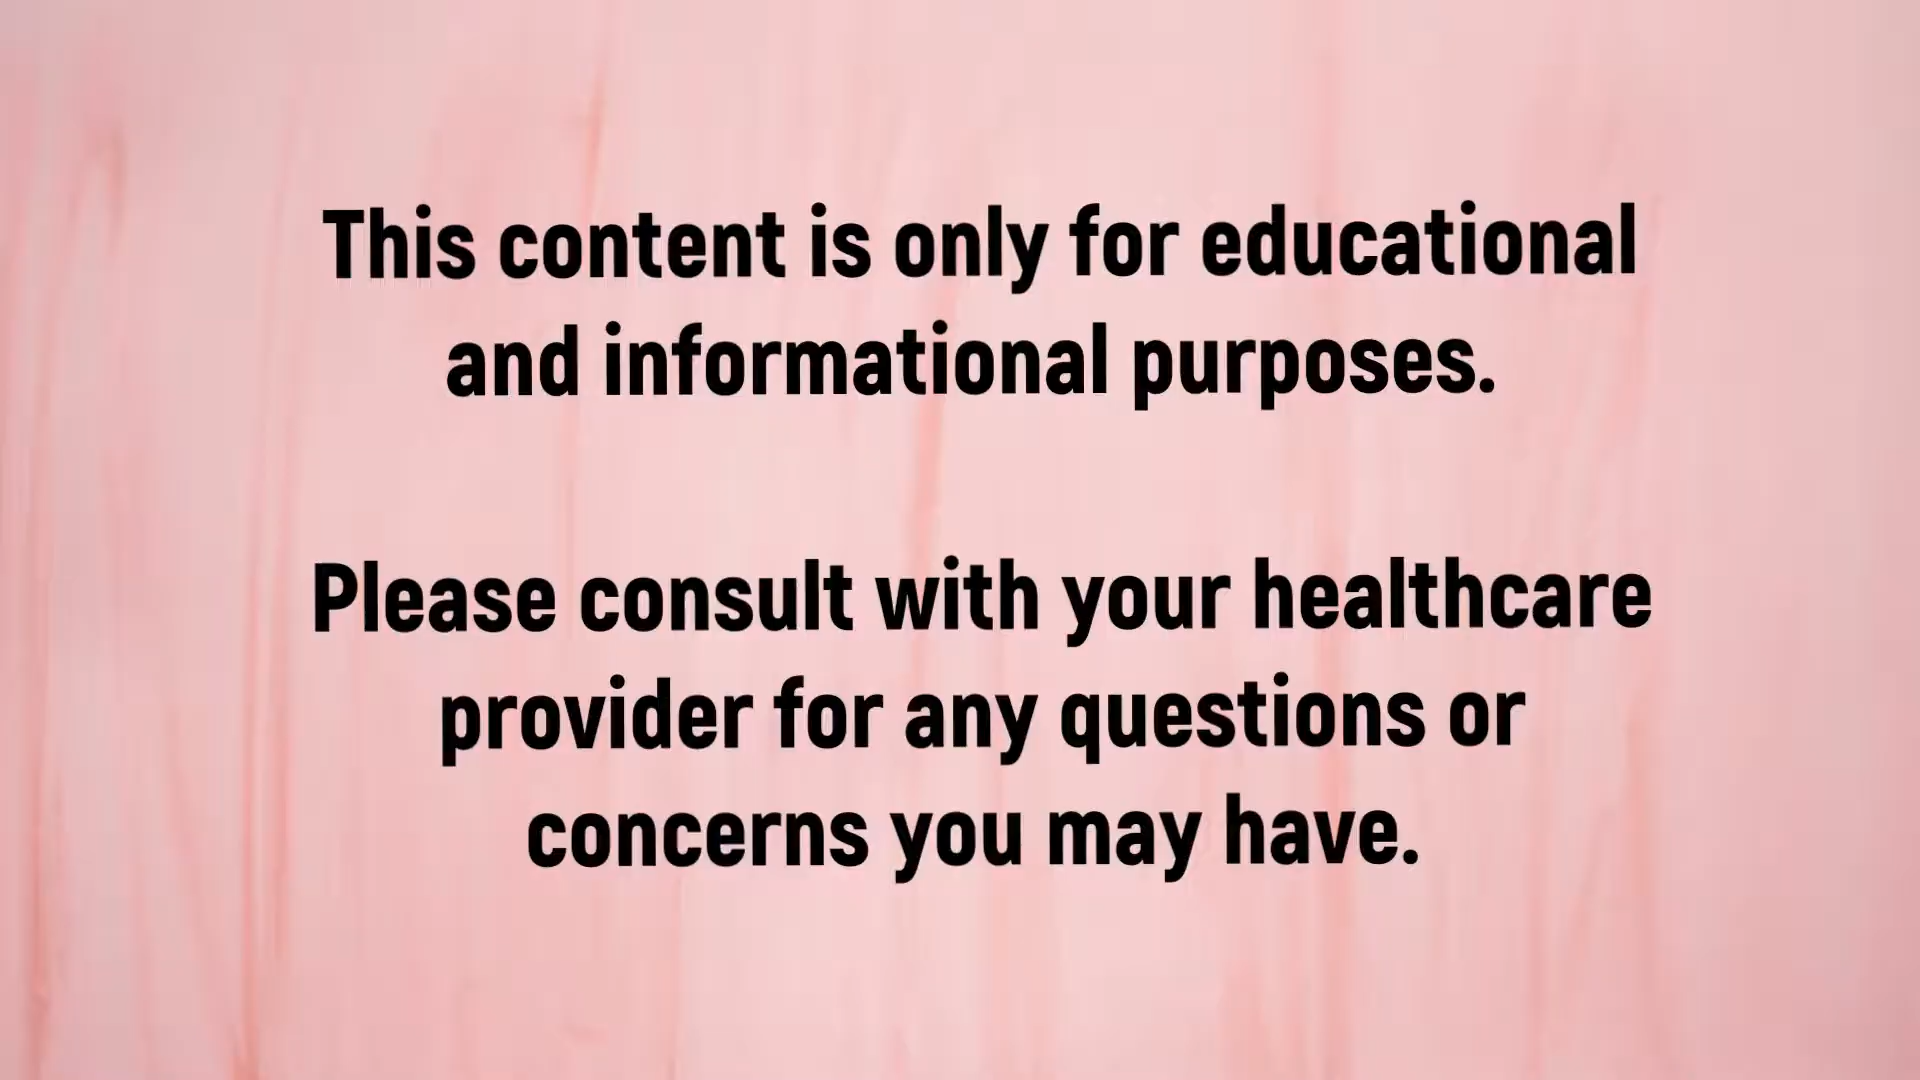 This content is only for educational
and informational purposes.
Please consult with your healthcare
provider for any questions or
concerns you may have.